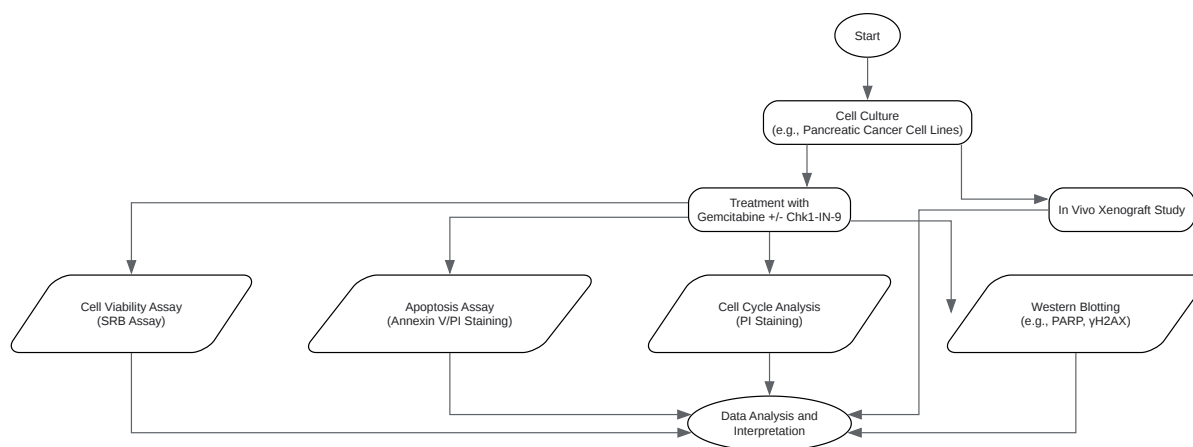 Start
Cell Culture
(e.g., Pancreatic Cancer Cell Lines)
Treatment with
Gemcitabine +/- Chk1-IN-9
In Vivo Xenograft Study
Cell Viability Assay
(SRB Assay)
Apoptosis Assay
(Annexin V/PI Staining)
Cell Cycle Analysis
(PI Staining)
Western Blotting
(e.g., PARP, γH2AX)
Data Analysis and
Interpretation